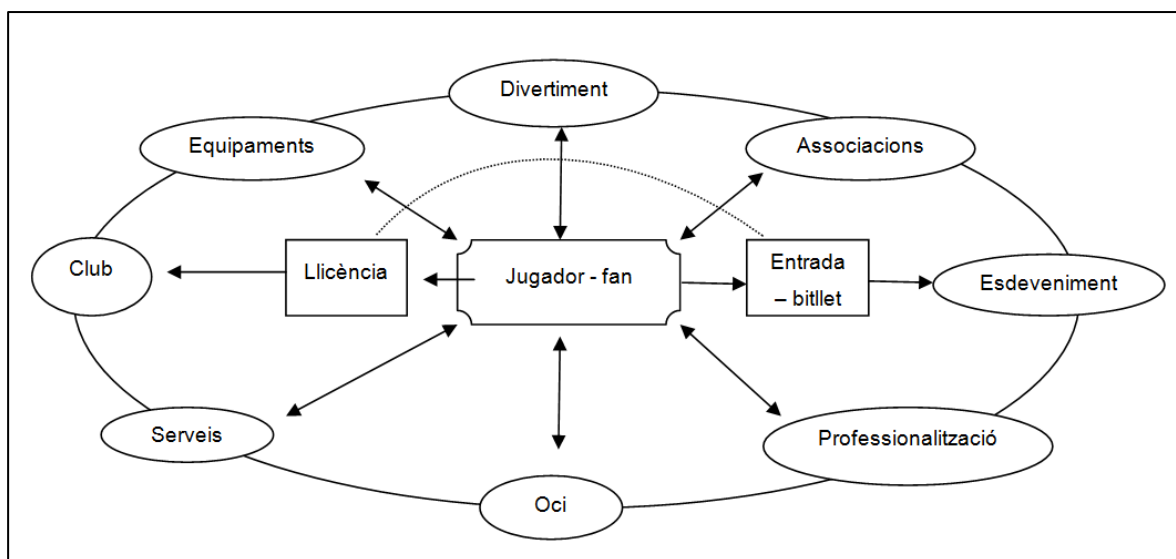 Divertiment
Equipaments
Associacions
Club
Llicència
Jugador - fan
Entrada
– bitllet
Esdeveniment
Serveis
Professionalització
Oci